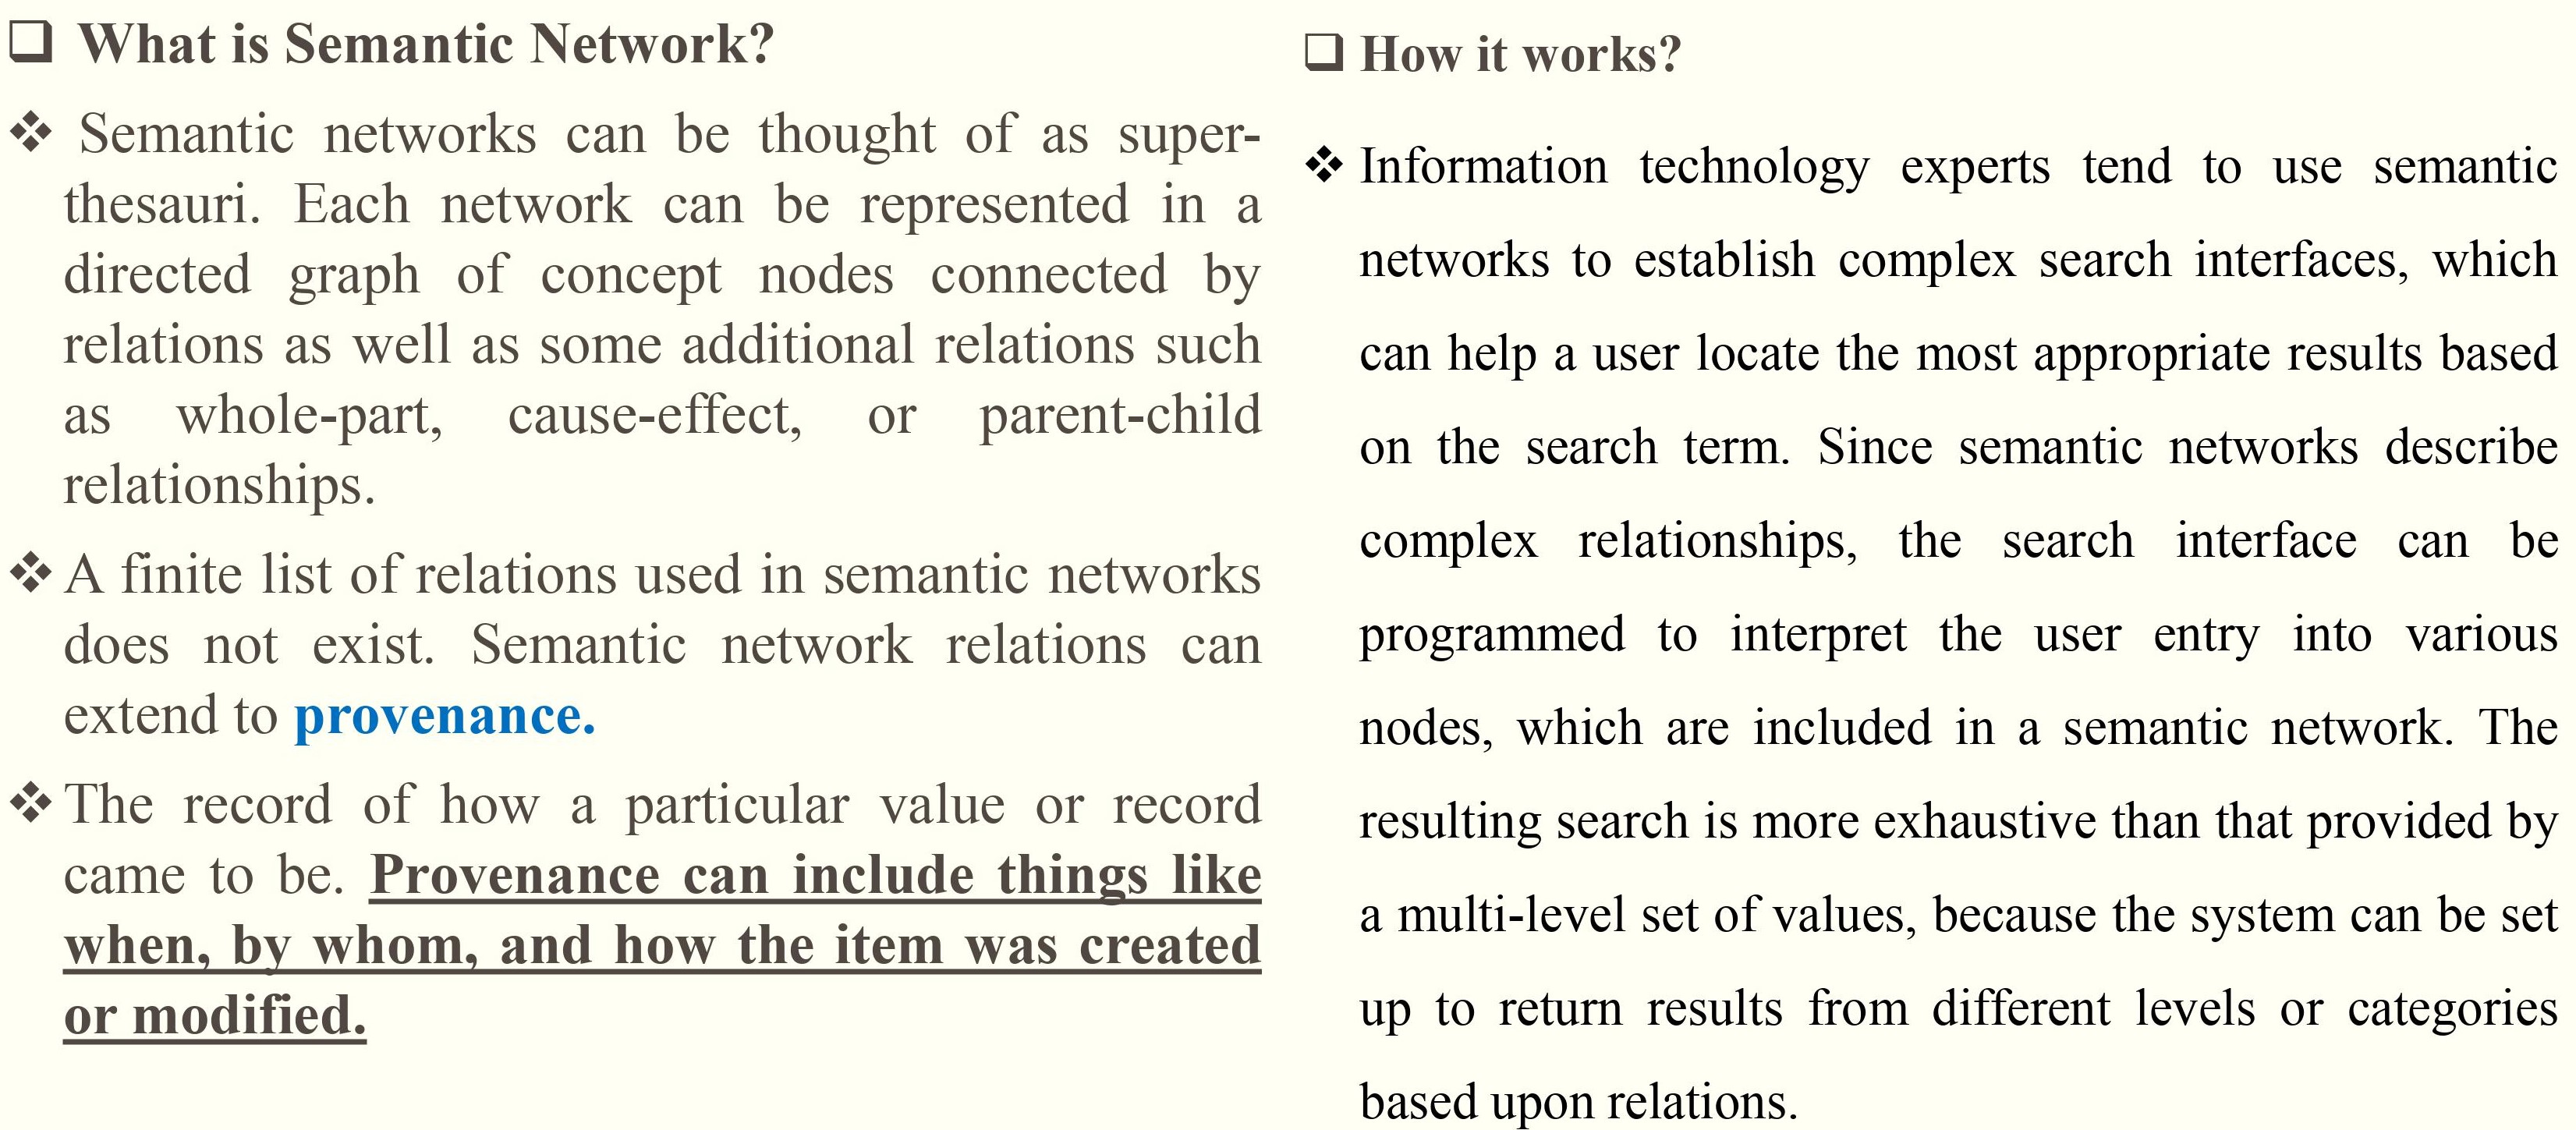 ❑ What is Semantic Network?
❖ Semantic networks can be thought of as super-
thesauri. Each network can be represented in a
directed graph of concept nodes connected by
relations as well as some additional relations such
as whole-part, cause-effect, or parent-child
relationships.
❖ A finite list of relations used in semantic networks
does not exist. Semantic network relations can
extend to provenance.
❖ The record of how a particular value or record
came to be. Provenance can include things like
when, by whom, and how the item was created
or modified.
❑ How it works?
❖ Information technology experts tend to use semantic
networks to establish complex search interfaces, which
can help a user locate the most appropriate results based
on the search term. Since semantic networks describe
complex relationships, the search interface can be
programmed to interpret the user entry into various
nodes, which are included in a semantic network. The
resulting search is more exhaustive than that provided by
a multi-level set of values, because the system can be set
up to return results from different levels or categories
based upon relations.